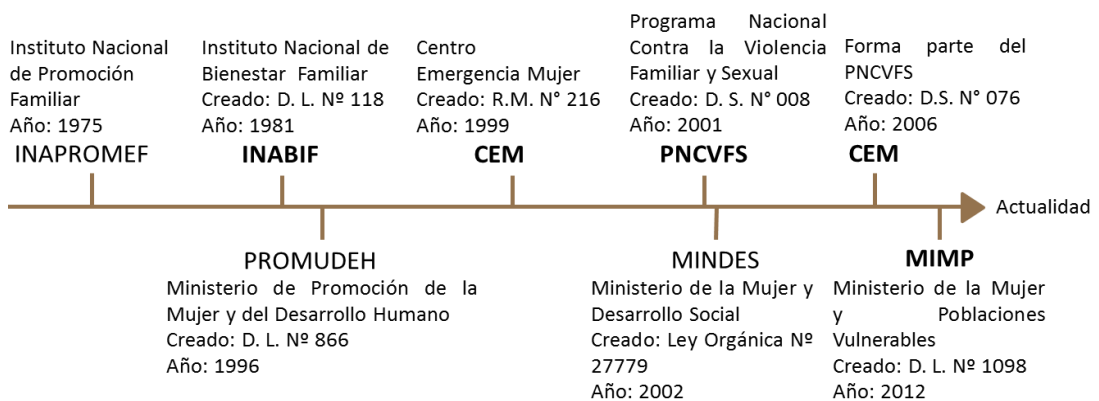 Instituto Nacional
de Promoción
Familiar
Año: 1975
INAPROMEF
Instituto Nacional de
Bienestar Familiar
Creado: D. L. Nº 118
Año: 1981
INABIF
Centro
Emergencia Mujer
Creado: R.M. N° 216
Año: 1999
CEM
Programa Nacional
Contra la Violencia
Familiar y Sexual
Creado: D. S. N° 008
Año: 2001
PNCVFS
Forma parte del
PNCVFS
Creado: D.S. N° 076
Año: 2006
CEM
Actualidad
PROMUDEH
Ministerio de Promoción de la
Mujer y del Desarrollo Humano
Creado: D. L. Nº 866
Año: 1996
MINDES
Ministerio de la Mujer y
Desarrollo Social
Creado: Ley Orgánica Nº
27779
Año: 2002
MIMP
Ministerio de la Mujer
y Poblaciones
Vulnerables
Creado: D. L. Nº 1098
Año: 2012